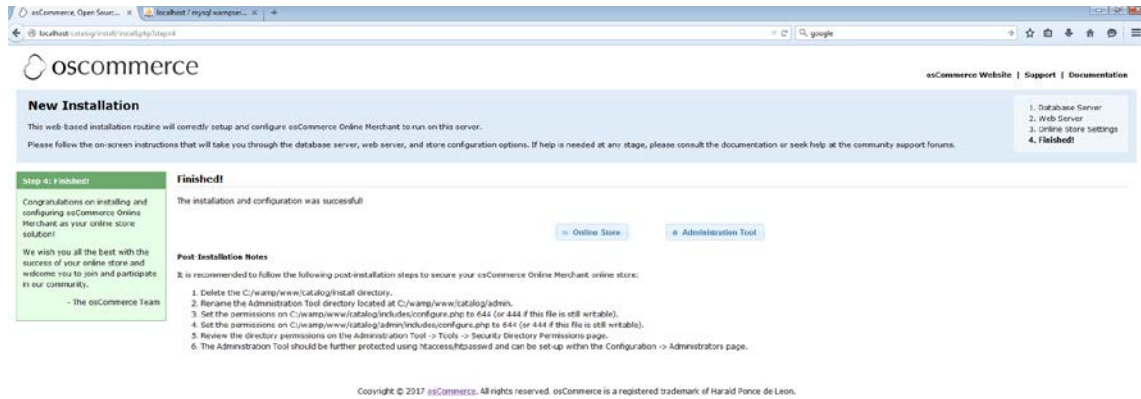 osCommerce, Open Sourc... × localhost / mysql wampser... × +
localhost/catalog/install/install.php?step=4
google
oscommerce
osCommerce Website | Support | Documentation
New Installation
This web-based installation routine will correctly setup and configure osCommerce Online Merchant to run on this server.
Please follow the on-screen instructions that will take you through the database server, web server, and store configuration options. If help is needed at any stage, please consult the documentation or seek help at the community support forums.
1. Database Server
2. Web Server
3. Online Store Settings
4. Finished!
Step 4: Finished!
Congratulations on installing and
configuring osCommerce Online
Merchant as your online store
solution!
We wish you all the best with the
success of your online store and
welcome you to join and participate
in our community.
- The osCommerce Team
Finished!
The installation and configuration was successful!
Online Store
Administration Tool
Post-Installation Notes
It is recommended to follow the following post-installation steps to secure your osCommerce Online Merchant online store:
1. Delete the C:/wamp/www/catalog/install directory.
2. Rename the Administration Tool directory located at C:/wamp/www/catalog/admin.
3. Set the permissions on C:/wamp/www/catalog/includes/configure.php to 644 (or 444 if this file is still writable).
4. Set the permissions on C:/wamp/www/catalog/admin/includes/configure.php to 644 (or 444 if this file is still writable).
5. Review the directory permissions on the Administration Tool -> Tools -> Security Directory Permissions page.
6. The Administration Tool should be further protected using htaccess/htpasswd and can be set-up within the Configuration -> Administrators page.
Copyright © 2017 osCommerce. All rights reserved. osCommerce is a registered trademark of Harald Ponce de Leon.